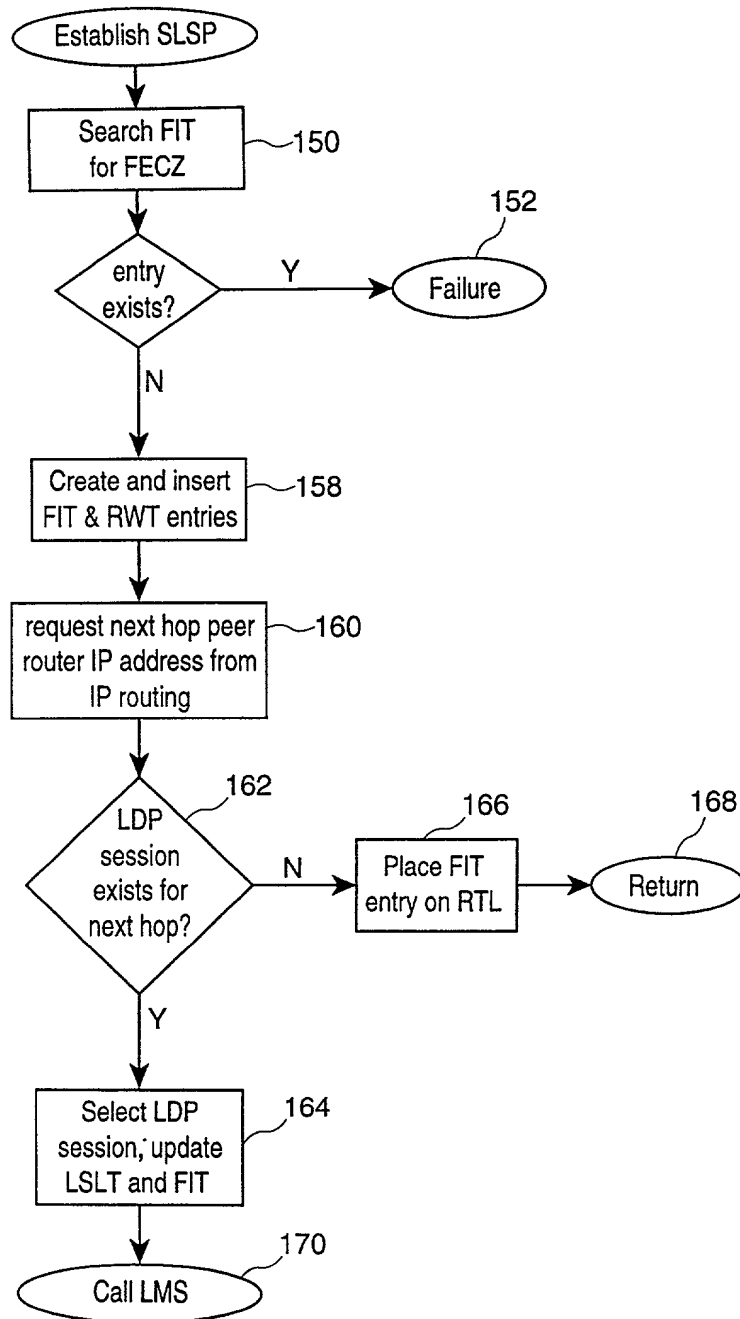 Establish SLSP
Search FIT
for FECZ
150
152
entry
exists?
Y
Failure
N
Create and insert
FIT & RWT entries
158
request next hop peer
router IP address from
IP routing
160
162
LDP
session
exists for
next hop?
N
166
Place FIT
entry on RTL
168
Return
Y
Select LDP
session; update
LSLT and FIT
164
170
Call LMS